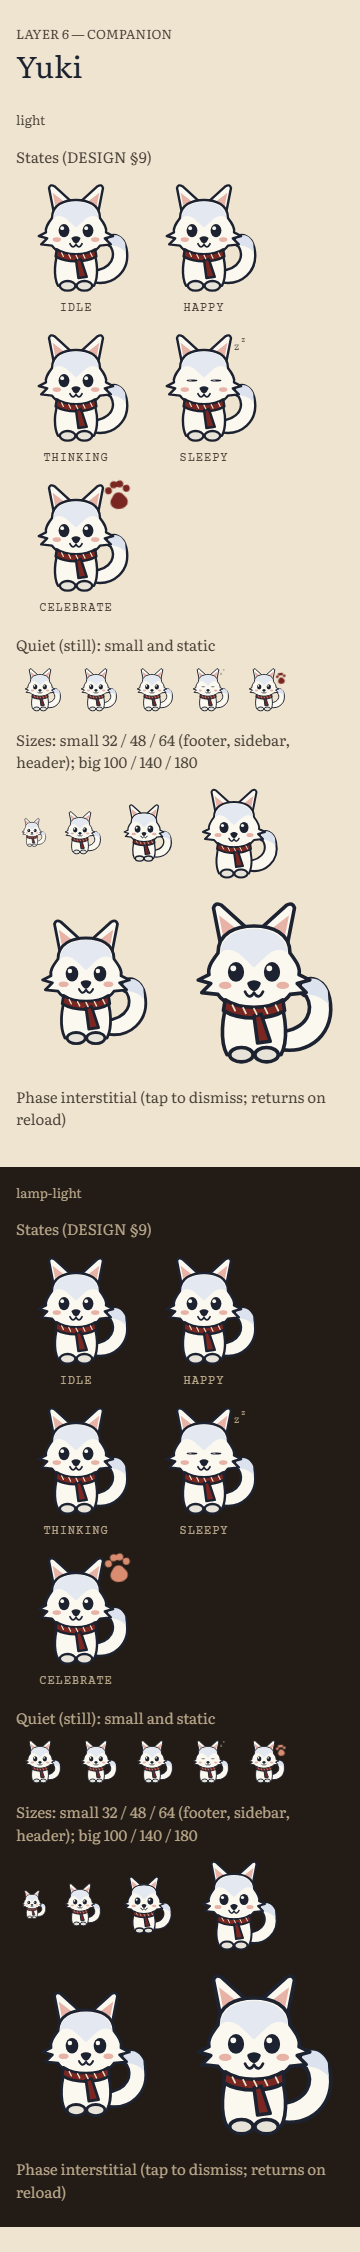 LAYER 6 — COMPANION
Yuki
light
States (DESIGN §9)
IDLE
HAPPY
z z
THINKING
SLEEPY
CELEBRATE
Quiet (still): small and static
Sizes: small 32 / 48 / 64 (footer, sidebar,
header); big 100 / 140 / 180
Phase interstitial (tap to dismiss; returns on
reload)
lamp-light
States (DESIGN §9)
IDLE
HAPPY
z z
THINKING
SLEEPY
CELEBRATE
Quiet (still): small and static
Sizes: small 32 / 48 / 64 (footer, sidebar,
header); big 100 / 140 / 180
Phase interstitial (tap to dismiss; returns on
reload)